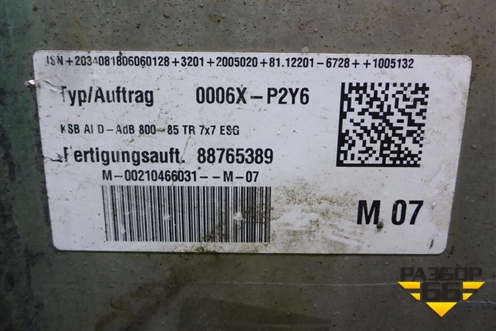 ISN+2034081806060128+3201+2005020+81.12201-6728++1005132
Typ/Auftrag 0006X-P2Y6
KSB Al D-AdB 800-85 TR 7x7 ESG
Fertigungsauft. 88765389
M-00210466031--M-07
M 07
РАЗБОР
66